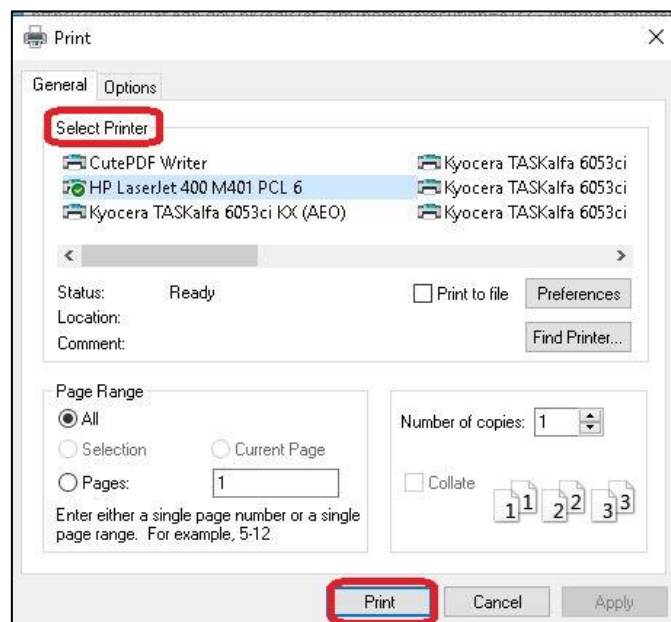 Print
General Options
Select Printer
CutePDF Writer Kyocera TASKalfa 6053ci
HP LaserJet 400 M401 PCL 6 Kyocera TASKalfa 6053ci
Kyocera TASKalfa 6053ci KX (AEO) Kyocera TASKalfa 6053ci
Status: Ready Print to file Preferences
Location:
Comment: Find Printer...
Page Range
All Number of copies: 1
Selection Current Page
Pages: 1 Collate
1 1 2 2 3 3
Enter either a single page number or a single
page range. For example, 5-12
Print Cancel Apply